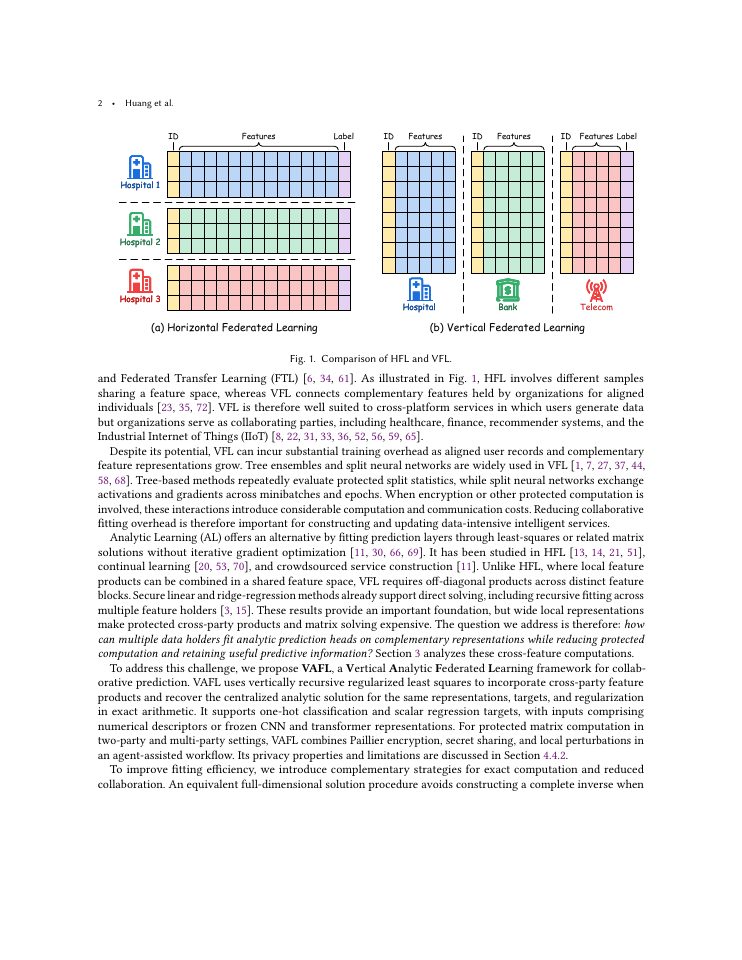 2 • Huang et al.
ID Features Label
Hospital 1
Hospital 2
Hospital 3
(a) Horizontal Federated Learning
ID Features ID Features ID Features Label
Hospital Bank Telecom
(b) Vertical Federated Learning
Fig. 1. Comparison of HFL and VFL.
and Federated Transfer Learning (FTL) [6, 34, 61]. As illustrated in Fig. 1, HFL involves different samples
sharing a feature space, whereas VFL connects complementary features held by organizations for aligned
individuals [23, 35, 72]. VFL is therefore well suited to cross-platform services in which users generate data
but organizations serve as collaborating parties, including healthcare, finance, recommender systems, and the
Industrial Internet of Things (IIoT) [8, 22, 31, 33, 36, 52, 56, 59, 65].
Despite its potential, VFL can incur substantial training overhead as aligned user records and complementary
feature representations grow. Tree ensembles and split neural networks are widely used in VFL [1, 7, 27, 37, 44,
58, 68]. Tree-based methods repeatedly evaluate protected split statistics, while split neural networks exchange
activations and gradients across minibatches and epochs. When encryption or other protected computation is
involved, these interactions introduce considerable computation and communication costs. Reducing collaborative
fitting overhead is therefore important for constructing and updating data-intensive intelligent services.
Analytic Learning (AL) offers an alternative by fitting prediction layers through least-squares or related matrix
solutions without iterative gradient optimization [11, 30, 66, 69]. It has been studied in HFL [13, 14, 21, 51],
continual learning [20, 53, 70], and crowdsourced service construction [11]. Unlike HFL, where local feature
products can be combined in a shared feature space, VFL requires off-diagonal products across distinct feature
blocks. Secure linear and ridge-regression methods already support direct solving, including recursive fitting across
multiple feature holders [3, 15]. These results provide an important foundation, but wide local representations
make protected cross-party products and matrix solving expensive. The question we address is therefore: how
can multiple data holders fit analytic prediction heads on complementary representations while reducing protected
computation and retaining useful predictive information? Section 3 analyzes these cross-feature computations.
To address this challenge, we propose VAFL, a Vertical Analytic Federated Learning framework for collab-
orative prediction. VAFL uses vertically recursive regularized least squares to incorporate cross-party feature
products and recover the centralized analytic solution for the same representations, targets, and regularization
in exact arithmetic. It supports one-hot classification and scalar regression targets, with inputs comprising
numerical descriptors or frozen CNN and transformer representations. For protected matrix computation in
two-party and multi-party settings, VAFL combines Paillier encryption, secret sharing, and local perturbations in
an agent-assisted workflow. Its privacy properties and limitations are discussed in Section 4.4.2.
To improve fitting efficiency, we introduce complementary strategies for exact computation and reduced
collaboration. An equivalent full-dimensional solution procedure avoids constructing a complete inverse when